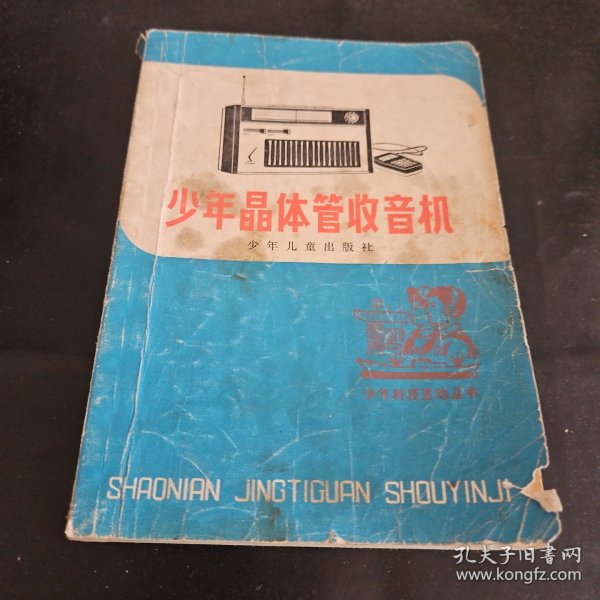 少年晶体管收音机
少年儿童出版社
少年科技活动丛书
SHAONIAN JINGTIGUAN SHOUYINJI
孔夫子旧书网
www.kongfz.com